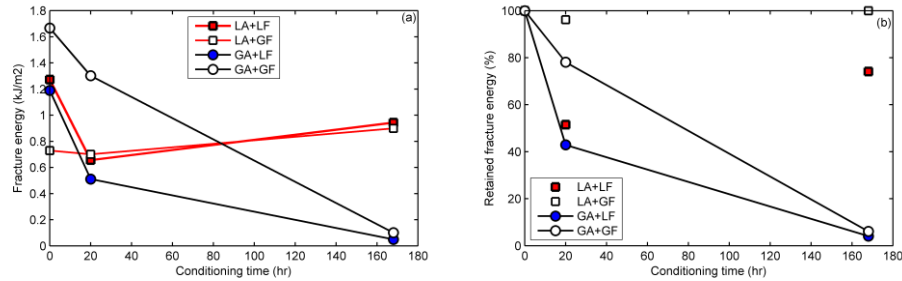 (a)
1.8
1.6
1.4
1.2
1
0.8
0.6
0.4
0.2
0
Fracture energy (kJ/m2)
LA+LF
LA+GF
GA+LF
GA+GF
0 20 40 60 80 100 120 140 160 180
Conditioning time (hr)
(b)
100
80
60
40
20
0
Retained fracture energy (%)
LA+LF
LA+GF
GA+LF
GA+GF
0 20 40 60 80 100 120 140 160 180
Conditioning time (hr)